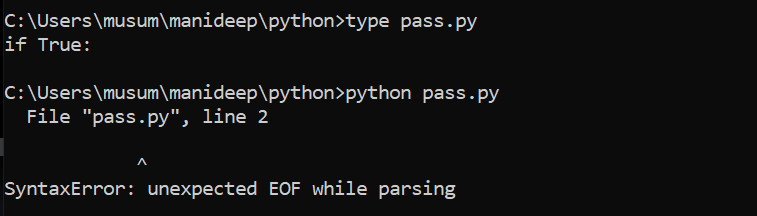 C:\Users\musum\manideep\python>type pass.py
if True:
C:\Users\musum\manideep\python>python pass.py
  File "pass.py", line 2
            ^
SyntaxError: unexpected EOF while parsing